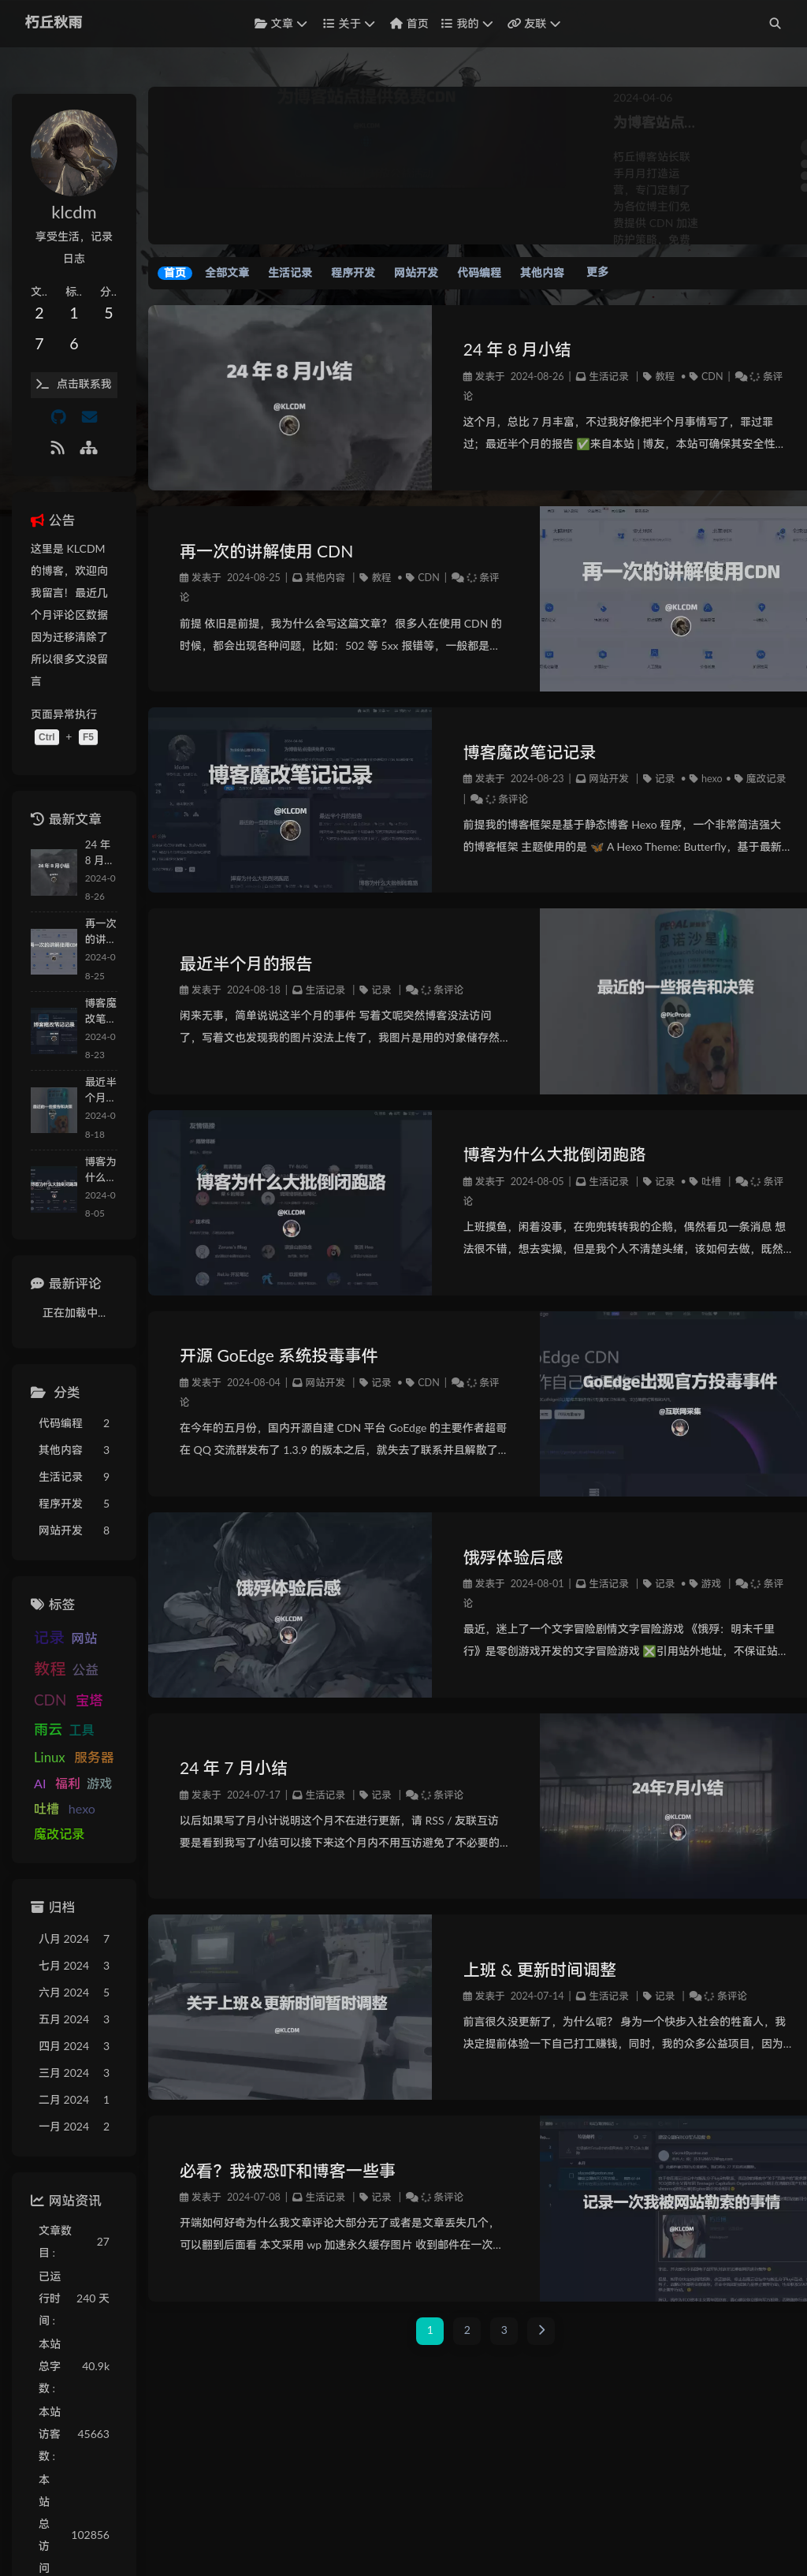 朽丘秋雨
文章
关于
首页
我的
友联
klcdm
享受生活，记录
日志
文..
标..
分..
2
1
5
7
6
点击联系我
公告
这里是 KLCDM
的博客，欢迎向
我留言！最近几
个月评论区数据
因为迁移清除了
所以很多文没留
言
页面异常执行
Ctrl + F5
最新文章
24 年
8 月...
2024-0
8-26
再一次
的讲...
2024-0
8-25
博客魔
改笔...
2024-0
8-23
最近半
个月...
2024-0
8-18
博客为
什么...
2024-0
8-05
最新评论
正在加载中...
分类
代码编程 2
其他内容 3
生活记录 9
程序开发 5
网站开发 8
标签
记录 网站
教程 公益
CDN 宝塔
雨云 工具
Linux 服务器
AI 福利 游戏
吐槽 hexo
魔改记录
归档
八月 2024 7
七月 2024 3
六月 2024 5
五月 2024 3
四月 2024 3
三月 2024 3
二月 2024 1
一月 2024 2
网站资讯
文章数
目 : 27
已运
行时 240 天
间 :
本站
总字 40.9k
数 :
本站
访客 45663
数 :
本
站
总
访 102856
问
为博客站点提供免费CDN
2024-04-06
为博客站点...
朽丘博客站长联
手月月打造运
营，专门定制了
为各位博主们免
费提供 CDN 加速
防护策略，免费
首页 全部文章 生活记录 程序开发 网站开发 代码编程 其他内容 更多
24 年 8 月小结
@KLCDM
24 年 8 月小结
发表于 2024-08-26 | 生活记录 | 教程 • CDN | 条评
论
这个月，总比 7 月丰富，不过我好像把半个月事情写了，罪过罪
过；最近半个月的报告 ✅来自本站 | 博友，本站可确保其安全性...
再一次的讲解使用 CDN
发表于 2024-08-25 | 其他内容 | 教程 • CDN | 条评
论
前提 依旧是前提，我为什么会写这篇文章？ 很多人在使用 CDN 的
时候，都会出现各种问题，比如：502 等 5xx 报错等，一般都是...
再一次的讲解使用CDN
@KLCDM
博客魔改笔记记录
@KLCDM
博客魔改笔记记录
发表于 2024-08-23 | 网站开发 | 记录 • hexo • 魔改记录
| 条评论
前提我的博客框架是基于静态博客 Hexo 程序，一个非常简洁强大
的博客框架 主题使用的是 🦋 A Hexo Theme: Butterfly，基于最新...
最近半个月的报告
发表于 2024-08-18 | 生活记录 | 记录 | 条评论
闲来无事，简单说说这半个月的事件 写着文呢突然博客没法访问
了，写着文也发现我的图片没法上传了，我图片是用的对象储存然...
最近的一些报告和决策
@PicProse
博客为什么大批倒闭跑路
@KLCDM
博客为什么大批倒闭跑路
发表于 2024-08-05 | 生活记录 | 记录 • 吐槽 | 条评
论
上班摸鱼，闲着没事，在兜兜转转我的企鹅，偶然看见一条消息 想
法很不错，想去实操，但是我个人不清楚头绪，该如何去做，既然...
开源 GoEdge 系统投毒事件
发表于 2024-08-04 | 网站开发 | 记录 • CDN | 条评
论
在今年的五月份，国内开源自建 CDN 平台 GoEdge 的主要作者超哥
在 QQ 交流群发布了 1.3.9 的版本之后，就失去了联系并且解散了...
GoEdge出现官方投毒事件
@互联网采集
饿殍体验后感
@KLCDM
饿殍体验后感
发表于 2024-08-01 | 生活记录 | 记录 • 游戏 | 条评
论
最近，迷上了一个文字冒险剧情文字冒险游戏 《饿殍：明末千里
行》是零创游戏开发的文字冒险游戏 ❎引用站外地址，不保证站...
24 年 7 月小结
发表于 2024-07-17 | 生活记录 | 记录 | 条评论
以后如果写了月小计说明这个月不在进行更新，请 RSS / 友联互访
要是看到我写了小结可以接下来这个月内不用互访避免了不必要的...
24年7月小结
@KLCDM
关于上班&更新时间暂时调整
@KLCDM
上班 & 更新时间调整
发表于 2024-07-14 | 生活记录 | 记录 | 条评论
前言很久没更新了，为什么呢？ 身为一个快步入社会的牲畜人，我
决定提前体验一下自己打工赚钱，同时，我的众多公益项目，因为...
必看？我被恐吓和博客一些事
发表于 2024-07-08 | 生活记录 | 记录 | 条评论
开端如何好奇为什么我文章评论大部分无了或者是文章丢失几个，
可以翻到后面看 本文采用 wp 加速永久缓存图片 收到邮件在一次...
记录一次我被网站勒索的事情
@KLCDM
1 2 3